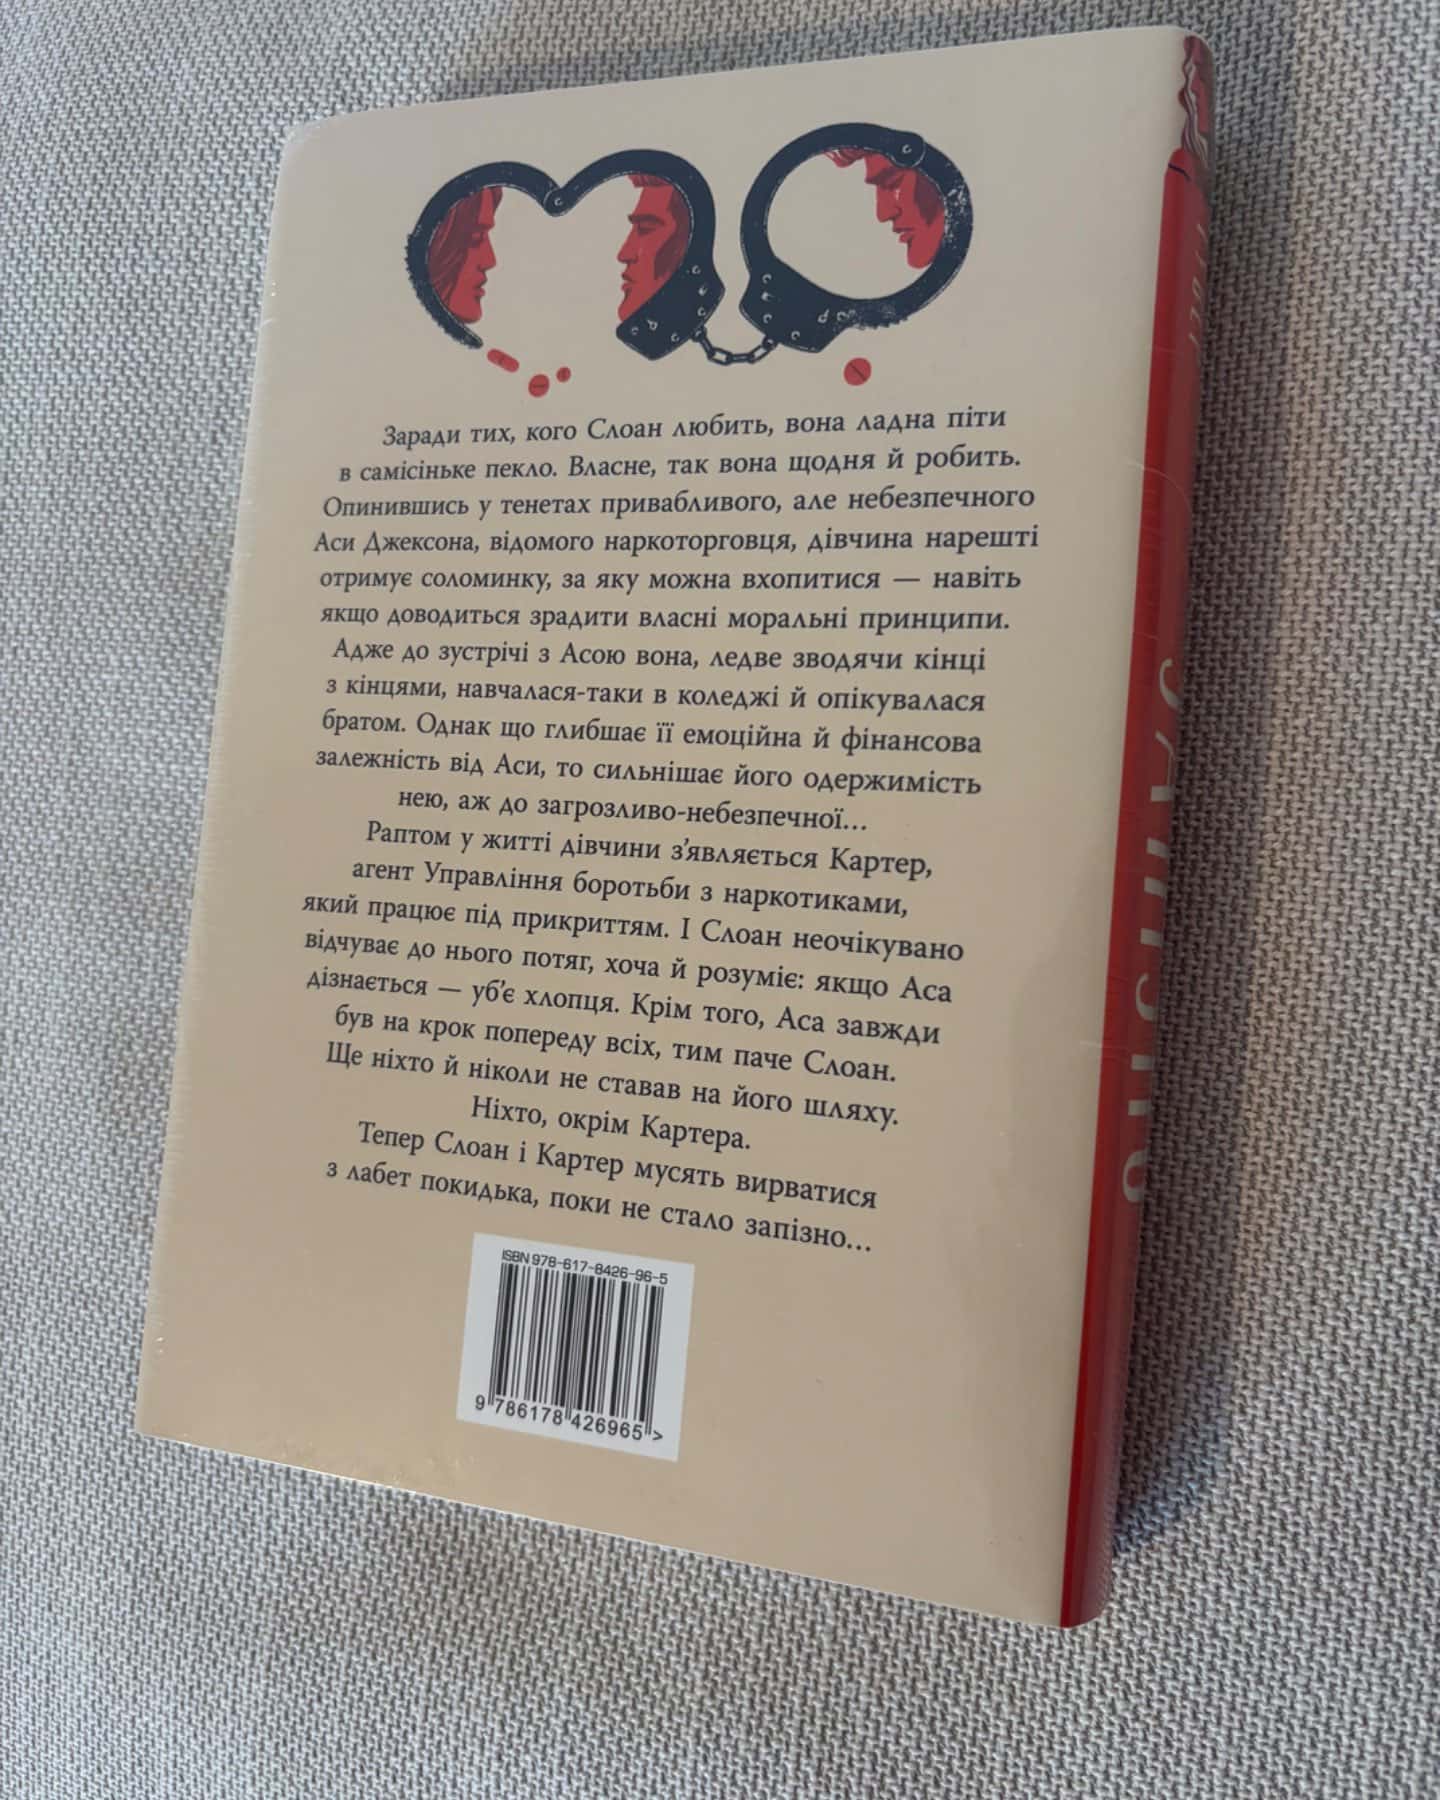 Заради тих, кого Слоан любить, вона ладна піти
в самісіньке пекло. Власне, так вона щодня й робить.
Опинившись у тенетах привабливого, але небезпечного
Аси Джексона, відомого наркоторговця, дівчина нарешті
отримує соломинку, за яку можна вхопитися — навіть
якщо доводиться зрадити власні моральні принципи.
Адже до зустрічі з Асою вона, ледве зводячи кінці
з кінцями, навчалася-таки в коледжі й опікувалася
братом. Однак що глибшає її емоційна й фінансова
залежність від Аси, то сильнішає його одержимість
нею, аж до загрозливо-небезпечної...
Раптом у житті дівчини з’являється Картер,
агент Управління боротьби з наркотиками,
який працює під прикриттям. І Слоан неочікувано
відчуває до нього потяг, хоча й розуміє: якщо Аса
дізнається — уб’є хлопця. Крім того, Аса завжди
був на крок попереду всіх, тим паче Слоан.
Ще ніхто й ніколи не ставав на його шляху.
Ніхто, окрім Картера.
Тепер Слоан і Картер мусять вирватися
з лабет покидька, поки не стало запізно...
ISBN 978-617-8426-96-5
9 786178 426965 >